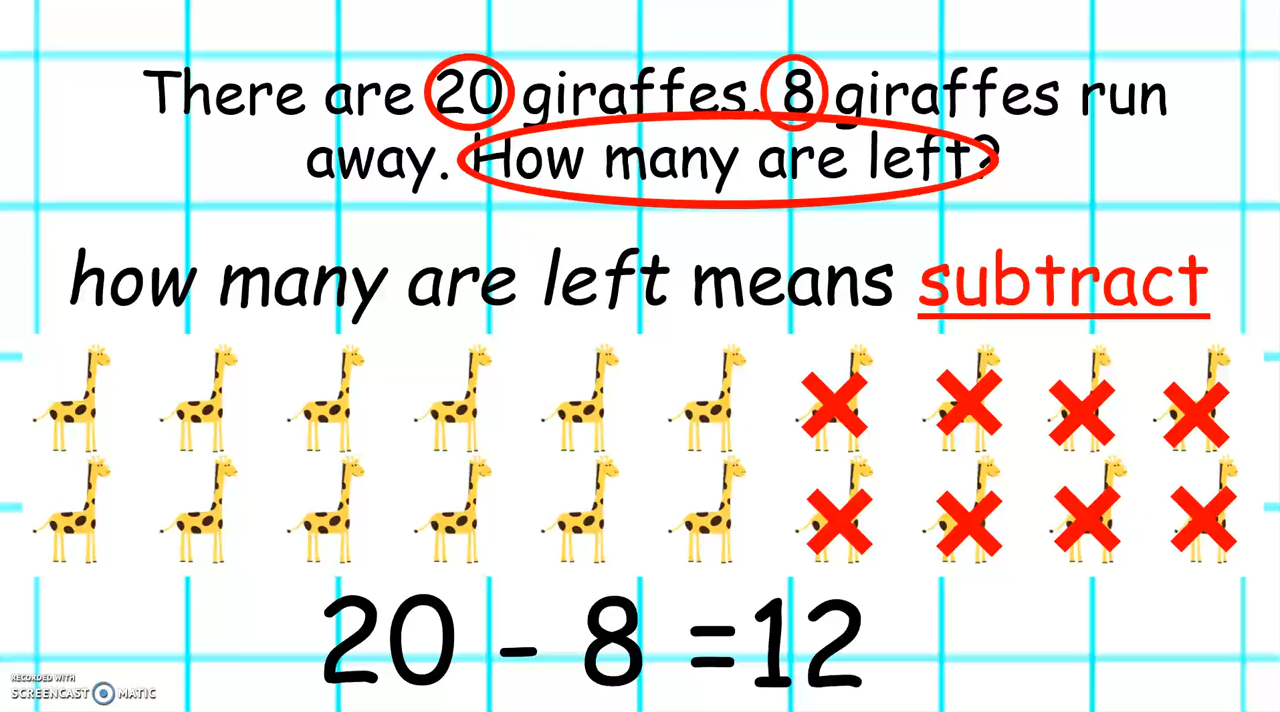 There are 20 giraffes. 8 giraffes run
away. How many are left?
how many are left means subtract
20 - 8 =12
RECORDED WITH
SCREENCAST MATIC